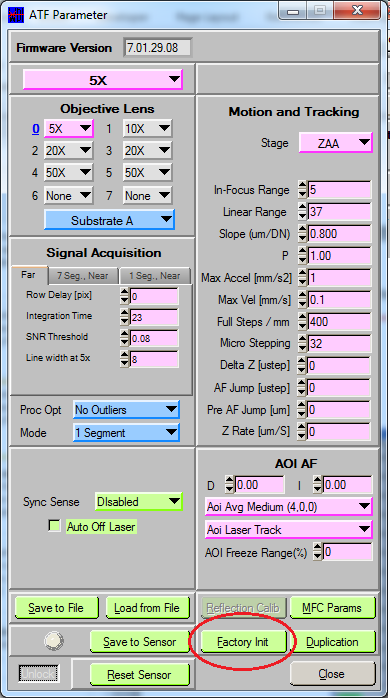 ATF Parameter
Firmware Version 7.01.29.08
5X
Objective Lens
0 5X 1 10X
2 20X 3 20X
4 50X 5 50X
6 None 7 None
Substrate A
Signal Acquisition
Far 7 Seg., Near 1 Seg., Near
Row Delay [pix] 0
Integration Time 23
SNR Threshold 0.08
Line width at 5x 8
Proc Opt No Outliers
Mode 1 Segment
Motion and Tracking
Stage ZAA
In-Focus Range 5
Linear Range 37
Slope (um/DN) 0.800
P 1.00
Max Accel [mm/s2] 1
Max Vel [mm/s] 0.1
Full Steps / mm 400
Micro Stepping 32
Delta Z [ustep] 0
AF Jump [ustep] 0
Pre AF Jump [um] 0
Z Rate [um/S] 0
Sync Sense DIsabled
Auto Off Laser
AOI AF
D 0.00 I 0.00
Aoi Avg Medium (4,0,0)
Aoi Laser Track
AOI Freeze Range(%) 0
Save to File Load from File Reflection Calib MFC Params
Save to Sensor Factory Init Duplication
Unlock Reset Sensor Close